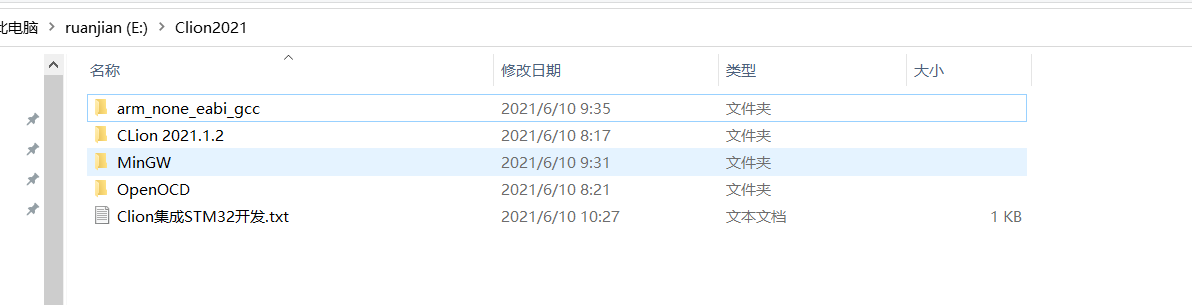 此电脑 > ruanjian (E:) > Clion2021
名称 修改日期 类型 大小
arm_none_eabi_gcc 2021/6/10 9:35 文件夹
CLion 2021.1.2 2021/6/10 8:17 文件夹
MinGW 2021/6/10 9:31 文件夹
OpenOCD 2021/6/10 8:21 文件夹
Clion集成STM32开发.txt 2021/6/10 10:27 文本文档 1 KB